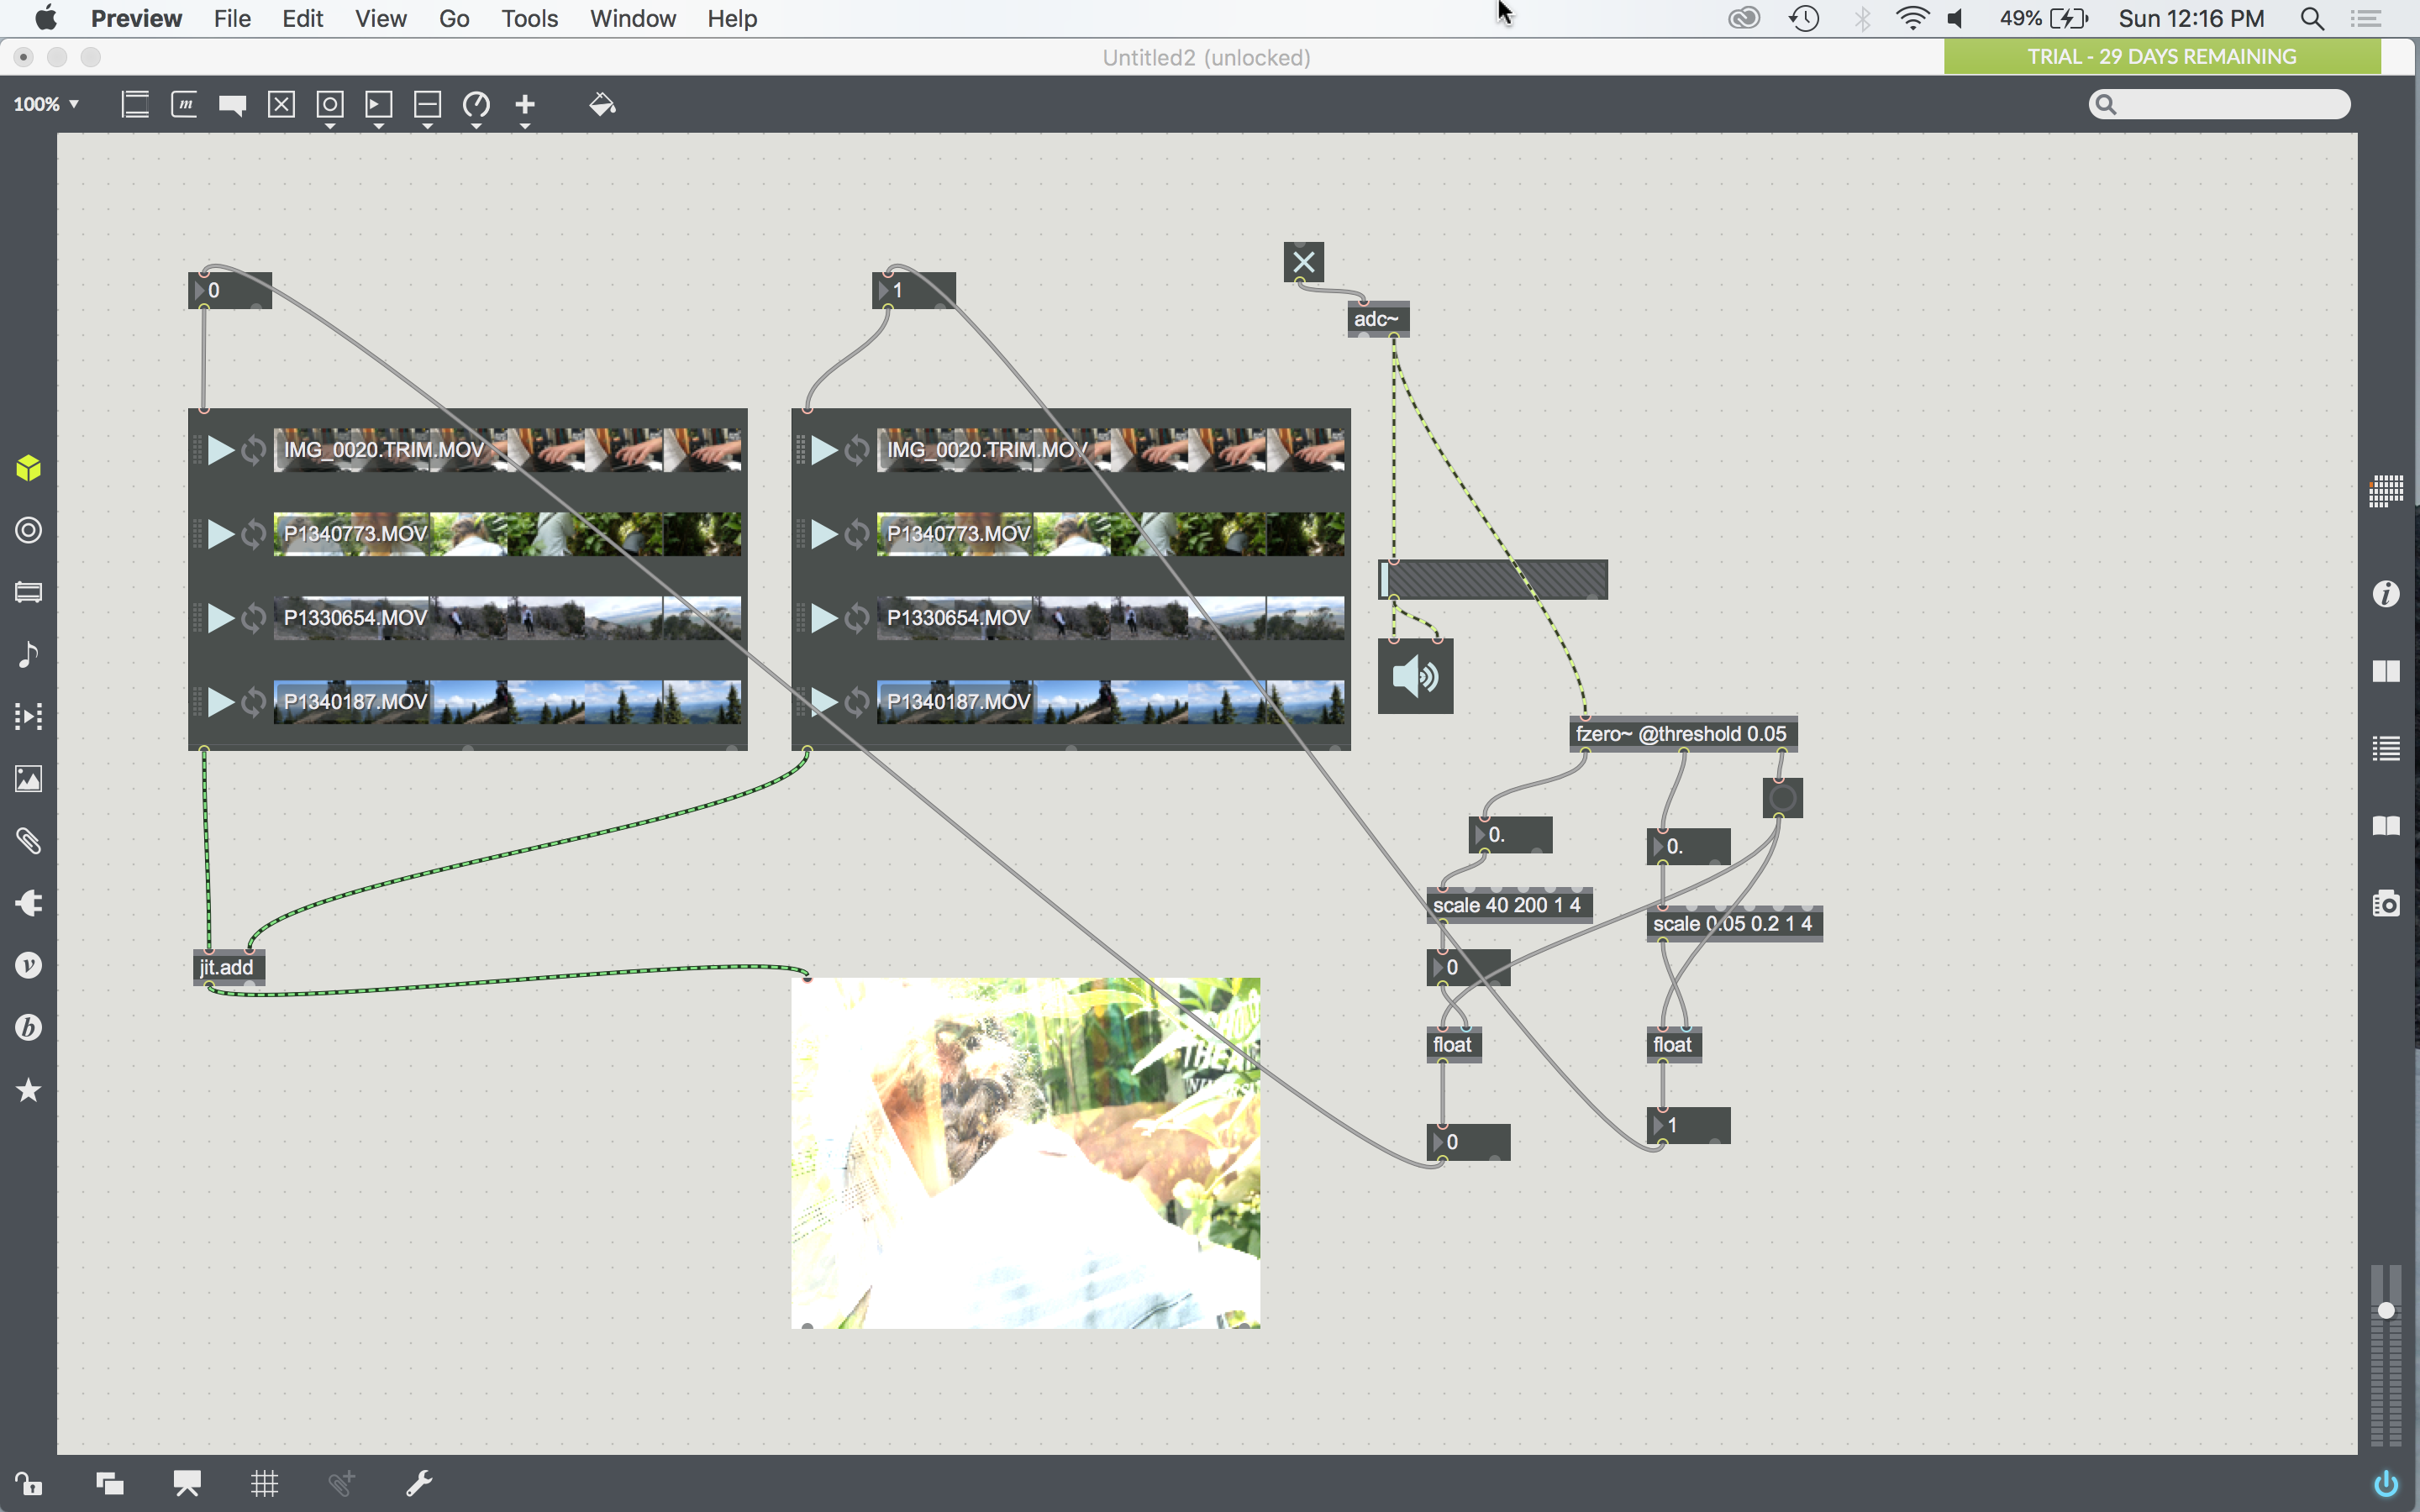 Preview File Edit View Go Tools Window Help 49% Sun 12:16 PM
Untitled2 (unlocked)
TRIAL - 29 DAYS REMAINING
100%
m
0
1
adc~
IMG_0020.TRIM.MOV
P1340773.MOV
P1330654.MOV
P1340187.MOV
IMG_0020.TRIM.MOV
P1340773.MOV
P1330654.MOV
P1340187.MOV
fzero~ @threshold 0.05
0.
0.
scale 40 200 1 4
scale 0.05 0.2 1 4
0
jit.add
float
float
1
0
i
v
b